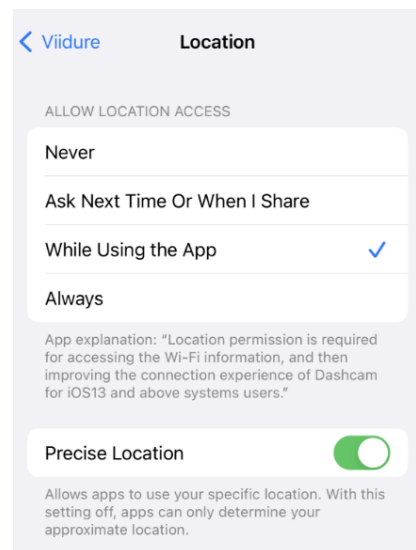 Viidure
Location
ALLOW LOCATION ACCESS
Never
Ask Next Time Or When I Share
While Using the App
Always
App explanation: “Location permission is required
for accessing the Wi-Fi information, and then
improving the connection experience of Dashcam
for iOS13 and above systems users.”
Precise Location
Allows apps to use your specific location. With this
setting off, apps can only determine your
approximate location.